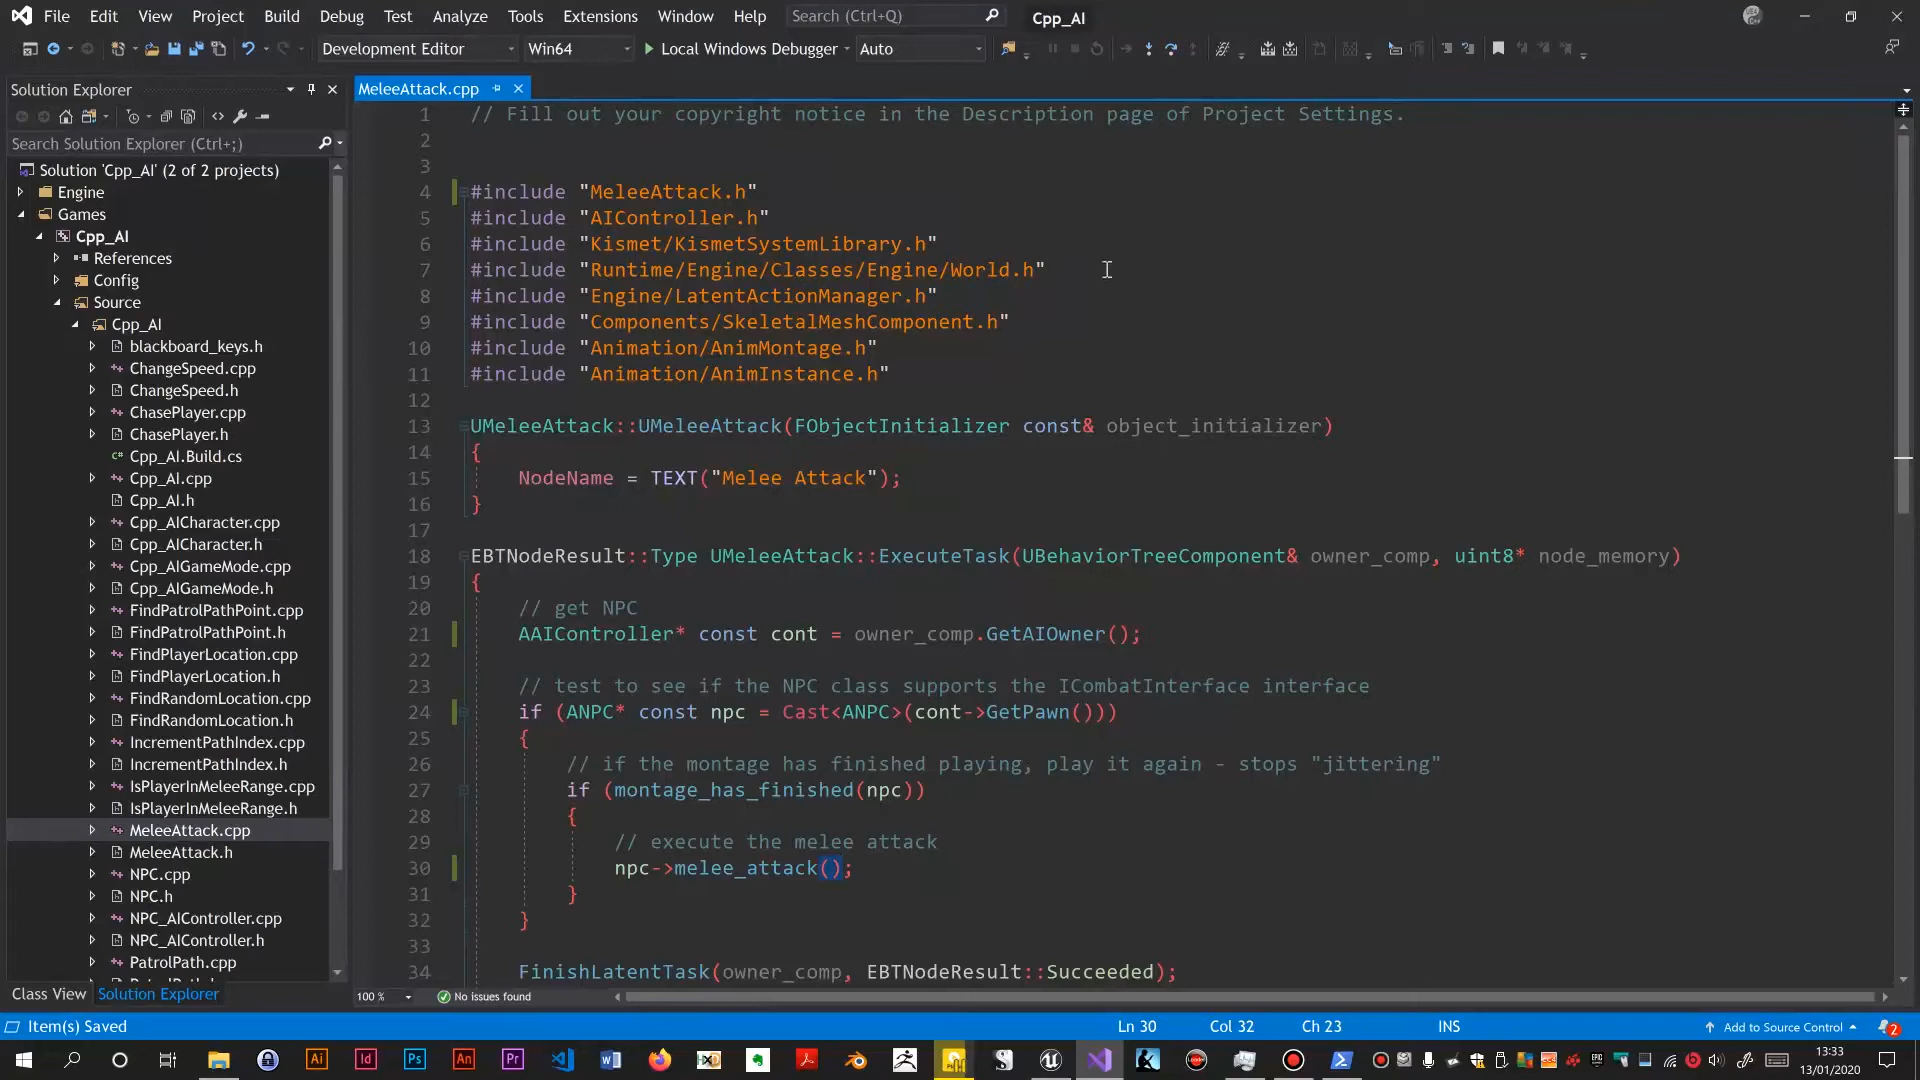 File Edit View Project Build Debug Test Analyze Tools Extensions Window Help Search (Ctrl+Q) Cpp_AI
Development Editor Win64 Local Windows Debugger Auto
Solution Explorer
Search Solution Explorer (Ctrl+;)
Solution 'Cpp_AI' (2 of 2 projects)
Engine
Games
Cpp_AI
References
Config
Source
Cpp_AI
blackboard_keys.h
ChangeSpeed.cpp
ChangeSpeed.h
ChasePlayer.cpp
ChasePlayer.h
Cpp_AI.Build.cs
Cpp_AI.cpp
Cpp_AI.h
Cpp_AICharacter.cpp
Cpp_AICharacter.h
Cpp_AIGameMode.cpp
Cpp_AIGameMode.h
FindPatrolPathPoint.cpp
FindPatrolPathPoint.h
FindPlayerLocation.cpp
FindPlayerLocation.h
FindRandomLocation.cpp
FindRandomLocation.h
IncrementPathIndex.cpp
IncrementPathIndex.h
IsPlayerInMeleeRange.cpp
IsPlayerInMeleeRange.h
MeleeAttack.cpp
MeleeAttack.h
NPC.cpp
NPC.h
NPC_AIController.cpp
NPC_AIController.h
PatrolPath.cpp
Class View Solution Explorer
MeleeAttack.cpp
1 // Fill out your copyright notice in the Description page of Project Settings.
2
3
4 #include "MeleeAttack.h"
5 #include "AIController.h"
6 #include "Kismet/KismetSystemLibrary.h"
7 #include "Runtime/Engine/Classes/Engine/World.h"
8 #include "Engine/LatentActionManager.h"
9 #include "Components/SkeletalMeshComponent.h"
10 #include "Animation/AnimMontage.h"
11 #include "Animation/AnimInstance.h"
12
13 UMeleeAttack::UMeleeAttack(FObjectInitializer const& object_initializer)
14 {
15 NodeName = TEXT("Melee Attack");
16 }
17
18 EBTNodeResult::Type UMeleeAttack::ExecuteTask(UBehaviorTreeComponent& owner_comp, uint8* node_memory)
19 {
20 // get NPC
21 AAIController* const cont = owner_comp.GetAIOwner();
22
23 // test to see if the NPC class supports the ICombatInterface interface
24 if (ANPC* const npc = Cast<ANPC>(cont->GetPawn()))
25 {
26 // if the montage has finished playing, play it again - stops "jittering"
27 if (montage_has_finished(npc))
28 {
29 // execute the melee attack
30 npc->melee_attack();
31 }
32 }
33
34 FinishLatentTask(owner_comp, EBTNodeResult::Succeeded);
100 % No issues found
Item(s) Saved Ln 30 Col 32 Ch 23 INS Add to Source Control 2
13:33
13/01/2020